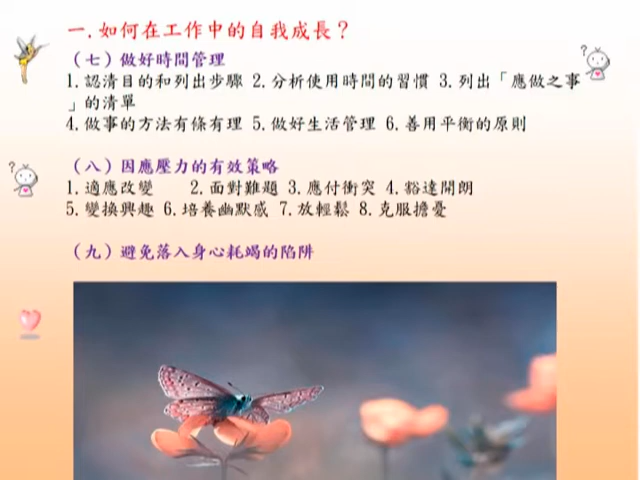 一.如何在工作中的自我成長？
（七）做好時間管理
1.認清目的和列出步驟 2.分析使用時間的習慣 3.列出「應做之事
」的清單
4.做事的方法有條有理 5.做好生活管理 6.善用平衡的原則
（八）因應壓力的有效策略
1.適應改變 2.面對難題 3.應付衝突 4.豁達開朗
5.變換興趣 6.培養幽默感 7.放輕鬆 8.克服擔憂
（九）避免落入身心耗竭的陷阱
?
?